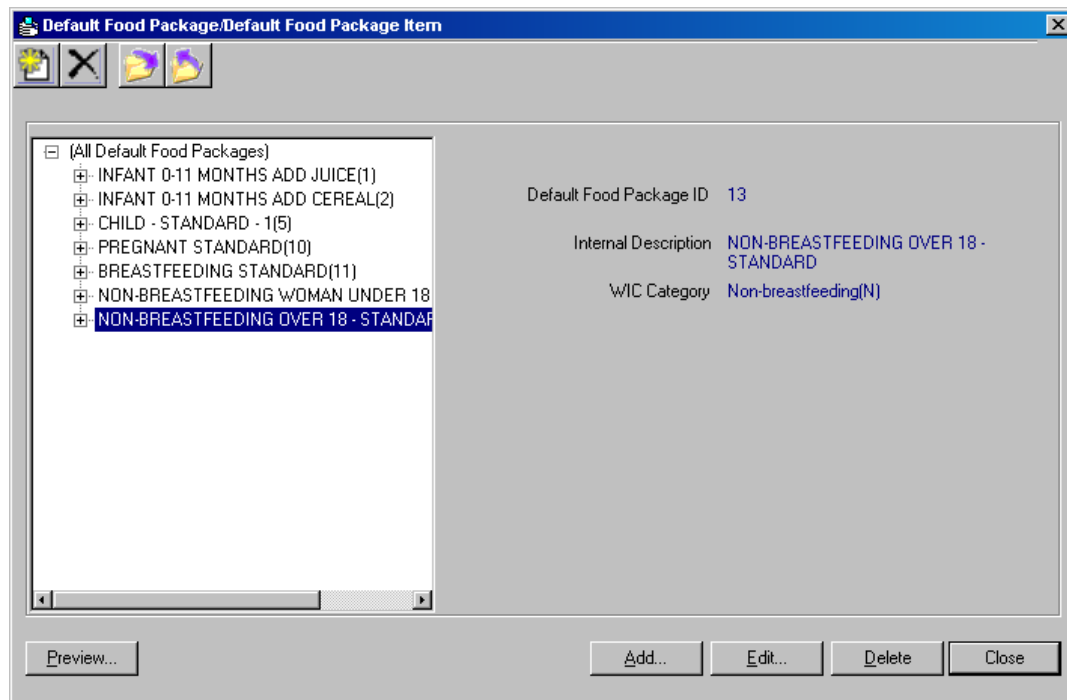 Default Food Package/Default Food Package Item
(All Default Food Packages)
INFANT 0-11 MONTHS ADD JUICE(1)
INFANT 0-11 MONTHS ADD CEREAL(2)
CHILD - STANDARD - 1(5)
PREGNANT STANDARD(10)
BREASTFEEDING STANDARD(11)
NON-BREASTFEEDING WOMAN UNDER 18
NON-BREASTFEEDING OVER 18 - STANDAR
Default Food Package ID 13
Internal Description NON-BREASTFEEDING OVER 18 -
STANDARD
WIC Category Non-breastfeeding(N)
Preview... Add... Edit... Delete Close